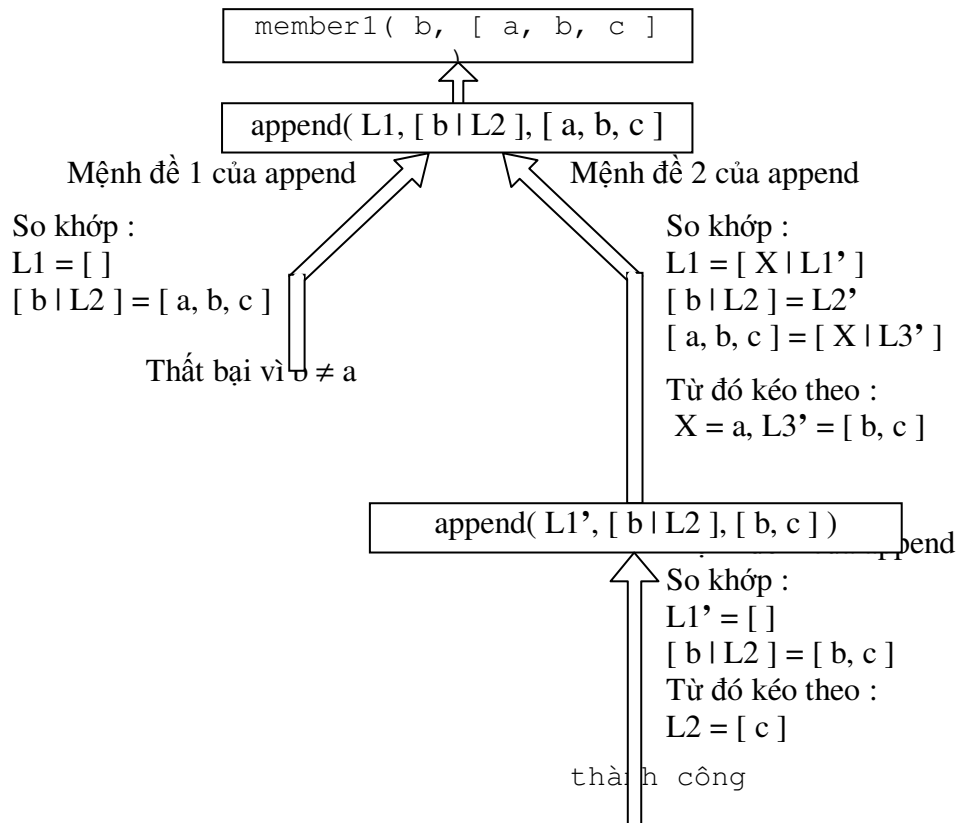 member1( b, [ a, b, c ]
)
append( L1, [ b | L2 ], [ a, b, c ]
Mệnh đề 1 của append
Mệnh đề 2 của append
So khớp :
L1 = [ ]
[ b | L2 ] = [ a, b, c ]
Thất bại vì b ≠ a
So khớp :
L1 = [ X | L1’ ]
[ b | L2 ] = L2’
[ a, b, c ] = [ X | L3’ ]
Từ đó kéo theo :
X = a, L3’ = [ b, c ]
append( L1’, [ b | L2 ], [ b, c ] )
append
So khớp :
L1’ = [ ]
[ b | L2 ] = [ b, c ]
Từ đó kéo theo :
L2 = [ c ]
thành công